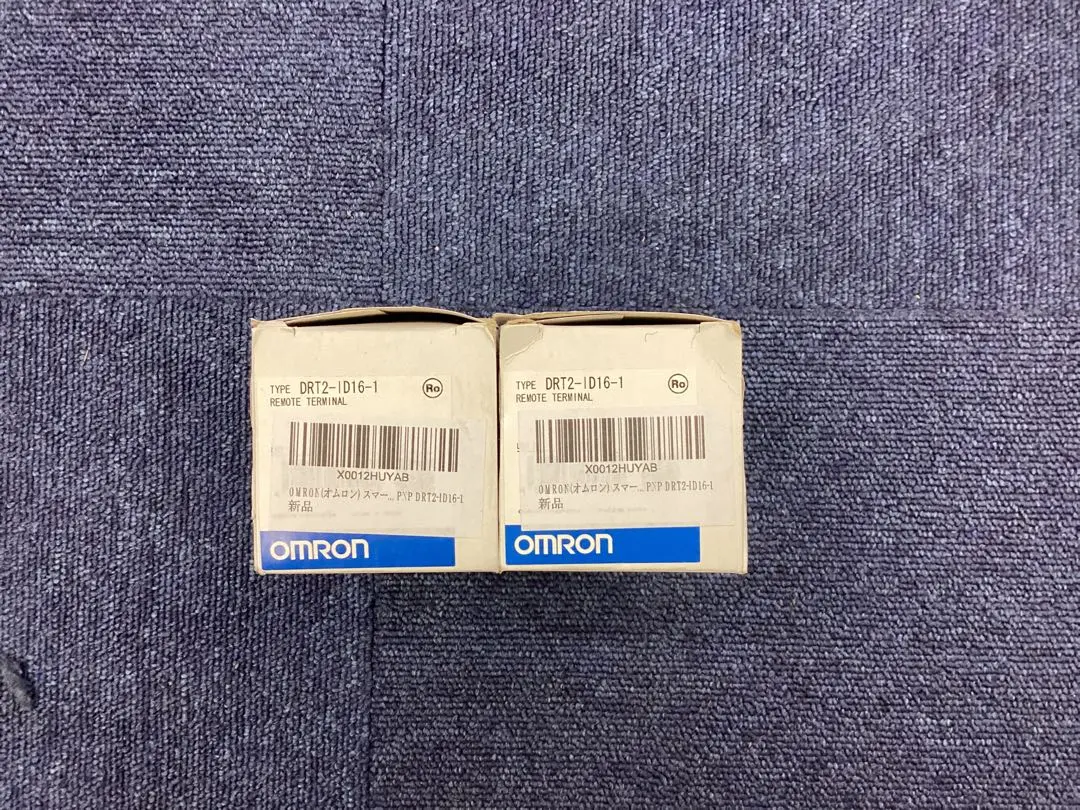 TYPE DRT2-ID16-1 Ro
REMOTE TERMINAL
X0012HUYAB
OMRON(オムロン) スマー... PNP DRT2-ID16-1
新品
OMRON
TYPE DRT2-ID16-1 Ro
REMOTE TERMINAL
X0012HUYAB
OMRON(オムロン) スマー... PNP DRT2-ID16-1
新品
OMRON